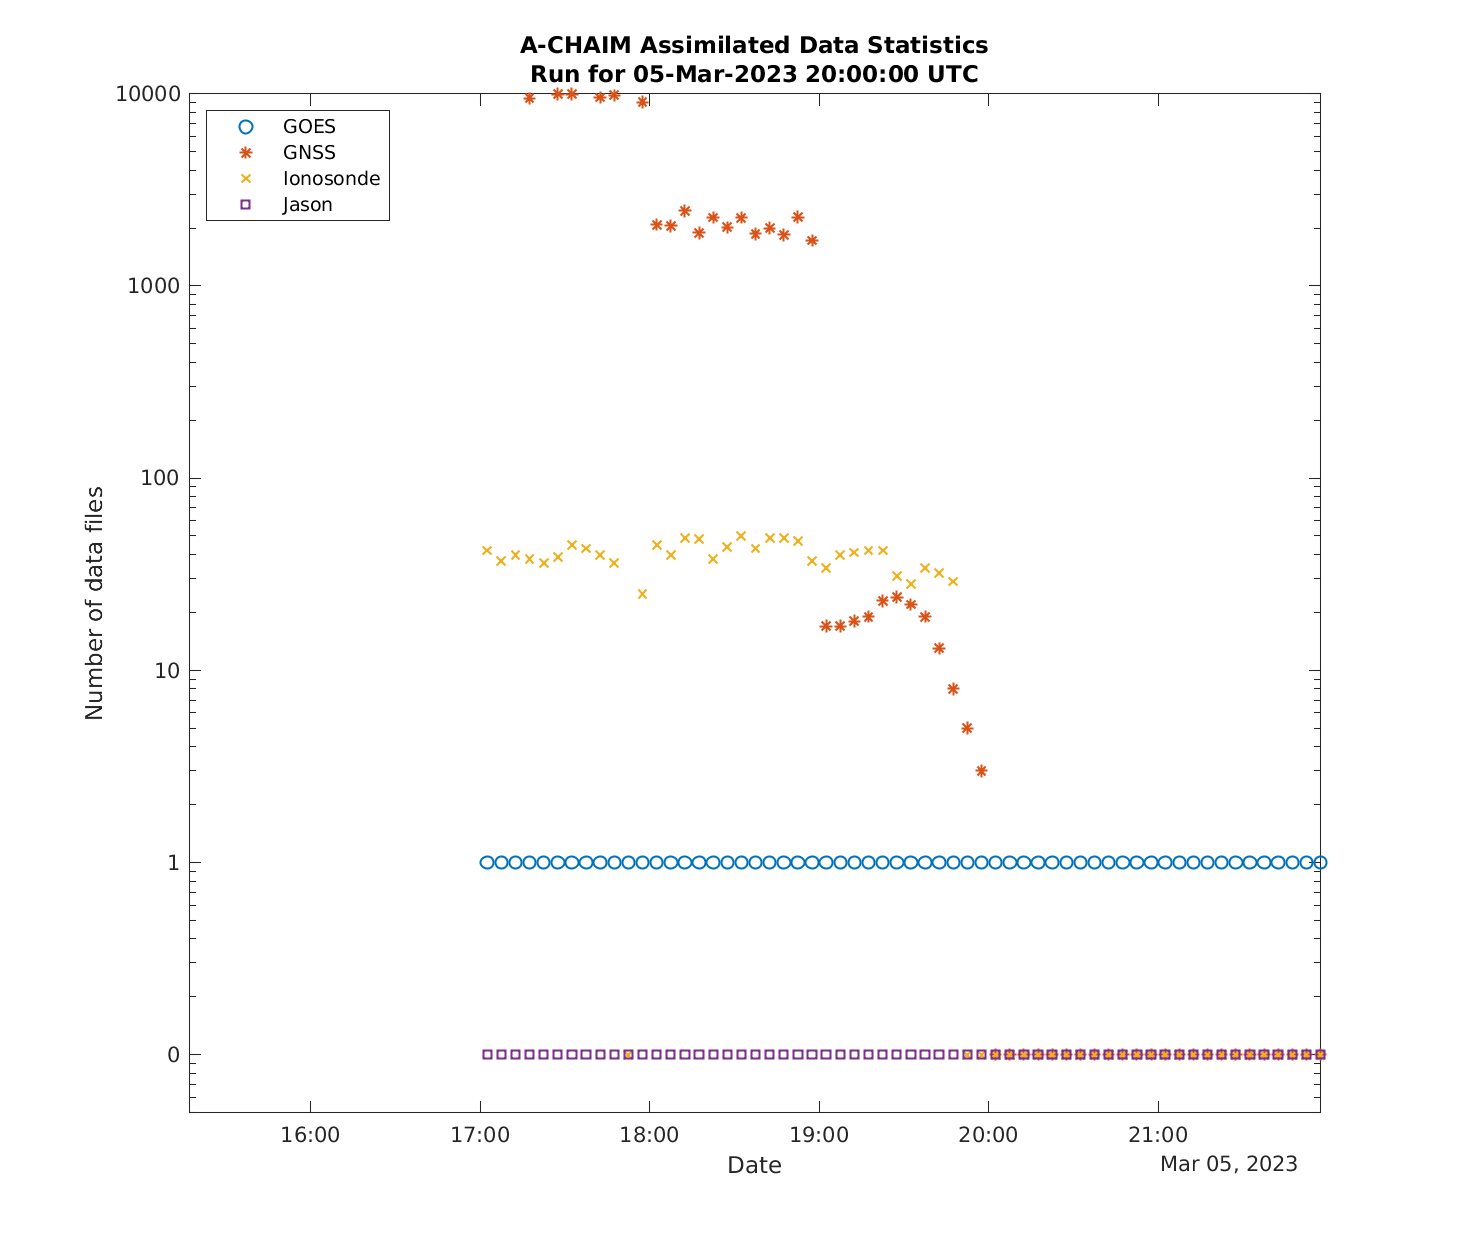 A-CHAIM Assimilated Data Statistics
Run for 05-Mar-2023 20:00:00 UTC
10000
1000
100
10
1
0
Number of data files
GOES
GNSS
Ionosonde
Jason
16:00
17:00
18:00
19:00
20:00
21:00
Date
Mar 05, 2023